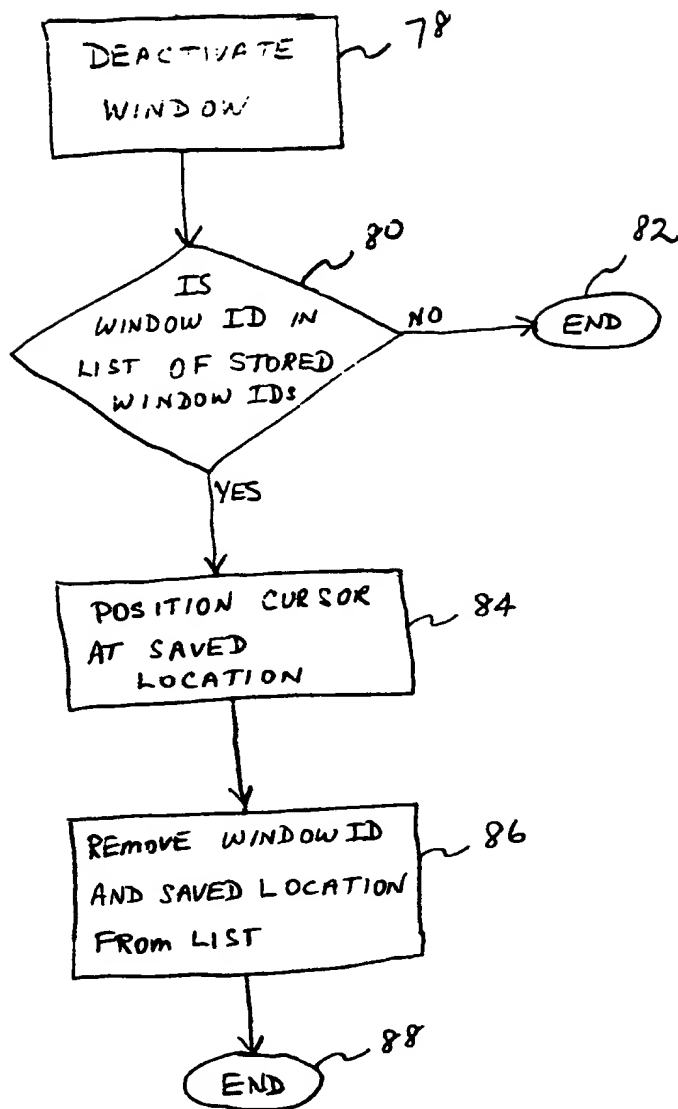 DEACTIVATE
WINDOW
78
IS
WINDOW ID IN
LIST OF STORED
WINDOW IDs
80
NO
END
82
YES
POSITION CURSOR
AT SAVED
LOCATION
84
REMOVE WINDOW ID
AND SAVED LOCATION
FROM LIST
86
END
88